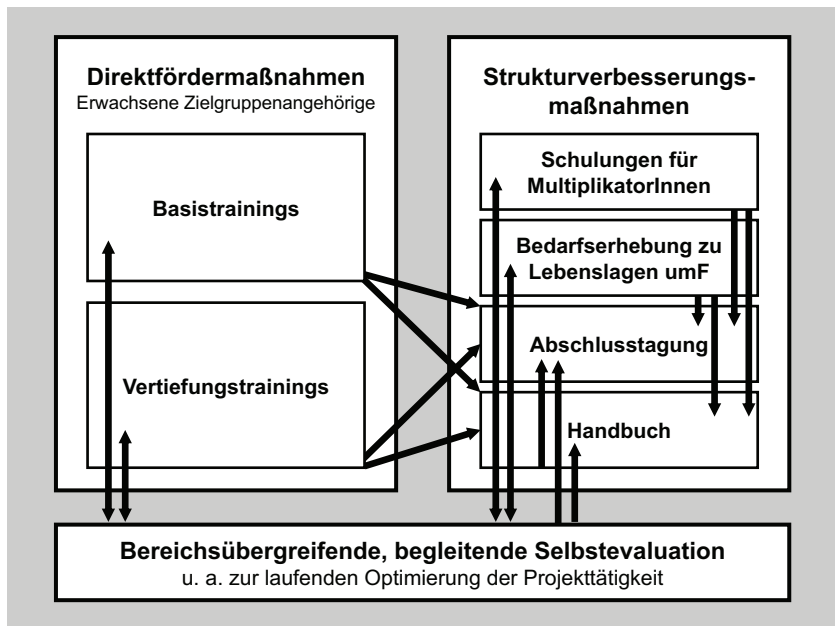 Direktfördermaßnahmen
Erwachsene Zielgruppenangehörige
Basistrainings
Vertiefungstrainings
Strukturverbesserungs-
maßnahmen
Schulungen für
MultiplikatorInnen
Bedarfserhebung zu
Lebenslagen umF
Abschlusstagung
Handbuch
Bereichsübergreifende, begleitende Selbstevaluation
u. a. zur laufenden Optimierung der Projekttätigkeit